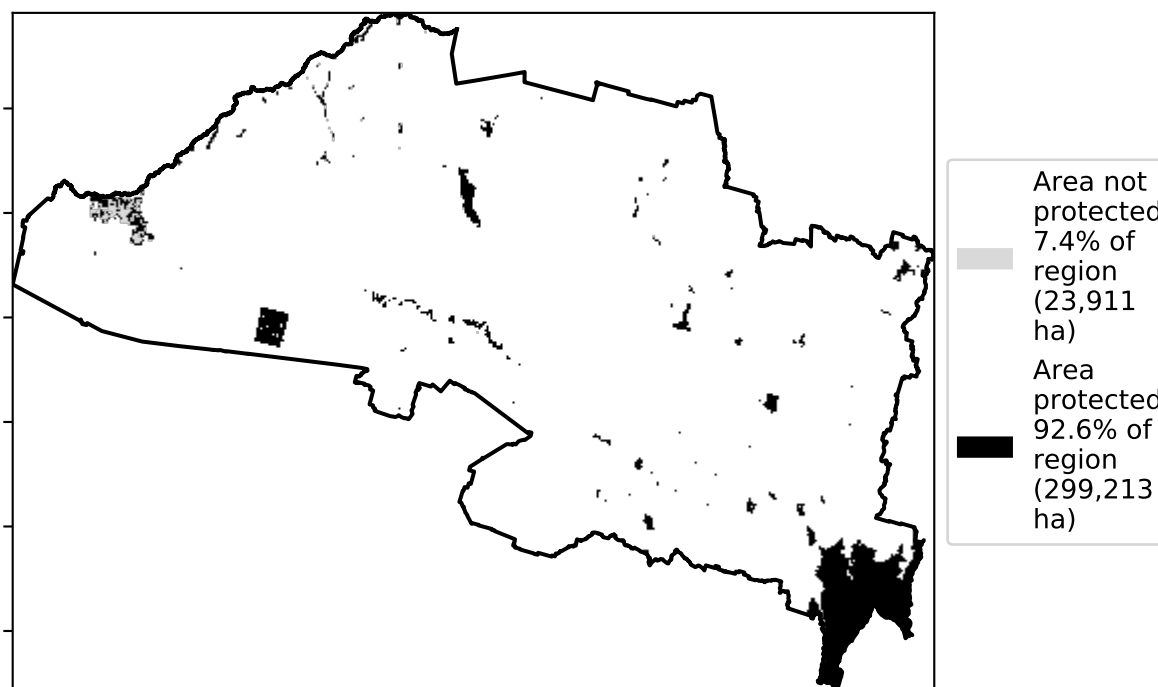 Area not
protected
7.4% of
region
(23,911
ha)
Area
protected
92.6% of
region
(299,213
ha)